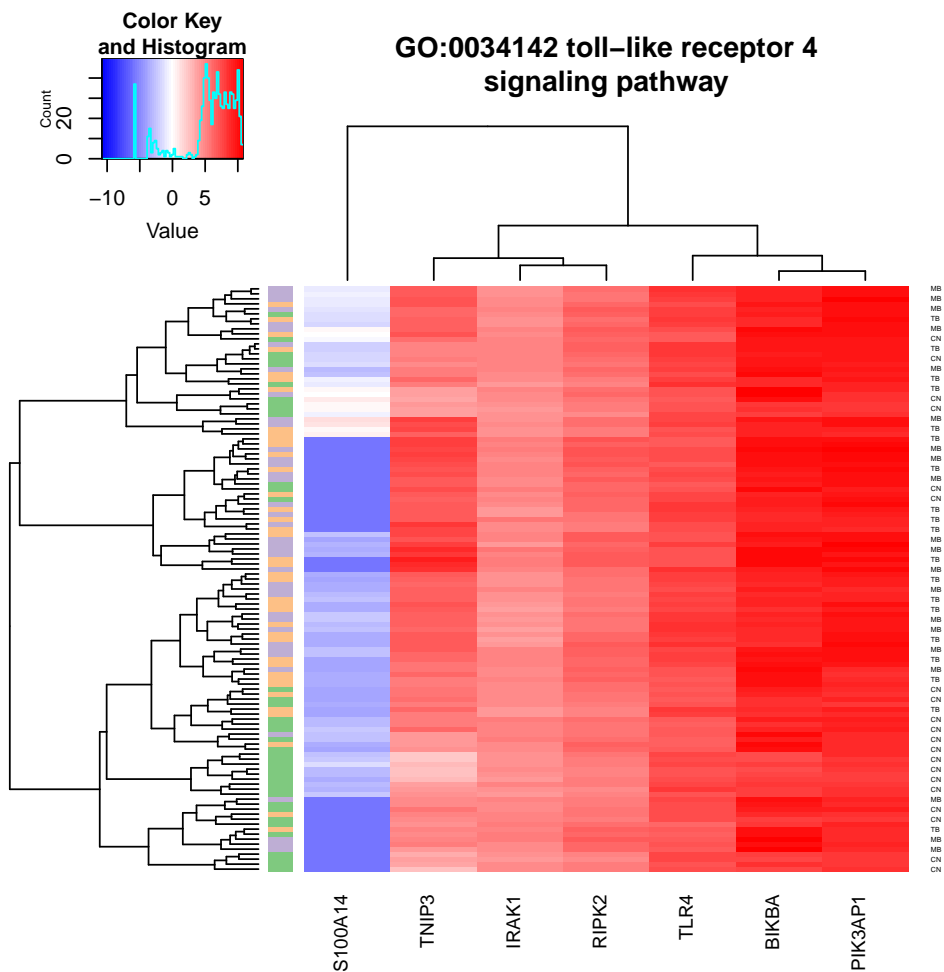 Color Key
and Histogram
Count
0 20
−10 0 5
Value
GO:0034142 toll−like receptor 4
signaling pathway
MB
MB
MB
TB
MB
CN
TB
CN
MB
TB
TB
CN
CN
MB
TB
TB
MB
MB
TB
MB
CN
CN
TB
TB
TB
MB
MB
TB
MB
TB
MB
TB
TB
MB
MB
TB
MB
TB
MB
TB
CN
CN
TB
CN
CN
CN
CN
CN
CN
CN
CN
MB
CN
CN
TB
MB
MB
CN
CN
S100A14
TNIP3
IRAK1
RIPK2
TLR4
BIKBA
PIK3AP1